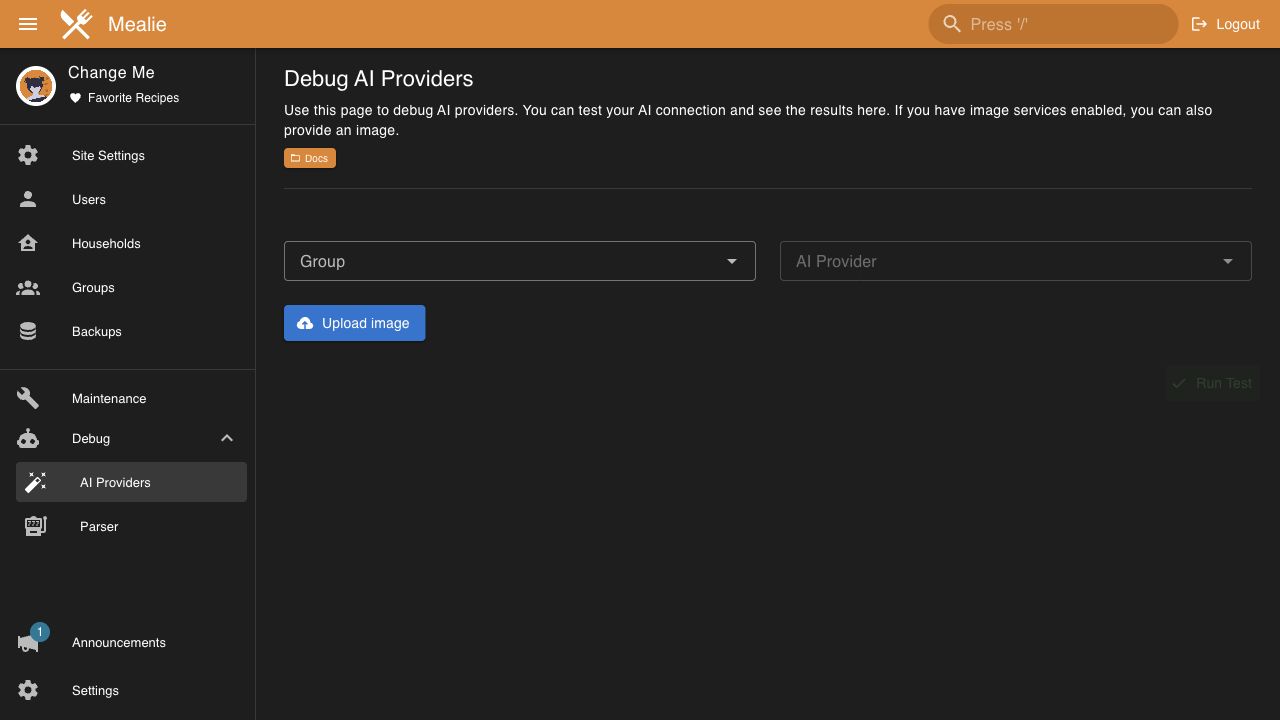 Mealie
Press '/'
Logout
Change Me
Favorite Recipes
Site Settings
Users
Households
Groups
Backups
Maintenance
Debug
AI Providers
Parser
1
Announcements
Settings
Debug AI Providers
Use this page to debug AI providers. You can test your AI connection and see the results here. If you have image services enabled, you can also
provide an image.
Docs
Group
AI Provider
Upload image
Run Test